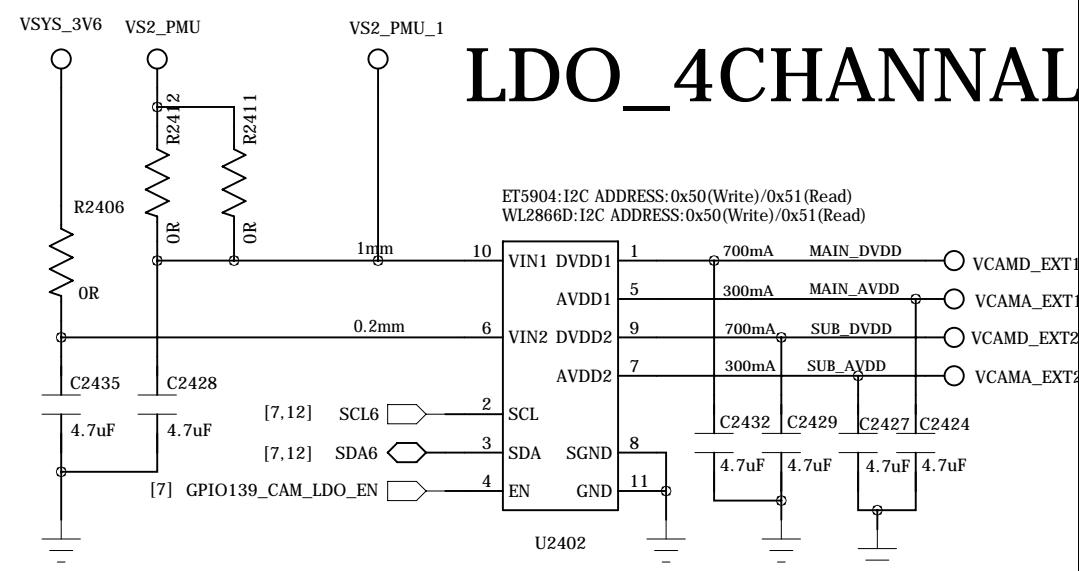 VSYS_3V6 VS2_PMU VS2_PMU_1
LDO_4CHANNAL
R2412
R2411
R2406
0R
0R
0R
ET5904:I2C ADDRESS:0x50(Write)/0x51(Read)
WL2866D:I2C ADDRESS:0x50(Write)/0x51(Read)
1mm 10 VIN1 DVDD1 1 700mA MAIN_DVDD VCAMD_EXT1
AVDD1 5 300mA MAIN_AVDD VCAMA_EXT1
0.2mm 6 VIN2 DVDD2 9 700mA SUB_DVDD VCAMD_EXT2
AVDD2 7 300mA SUB_AVDD VCAMA_EXT2
C2435 C2428
4.7uF 4.7uF
[7,12] SCL6 2 SCL
[7,12] SDA6 3 SDA SGND 8
[7] GPIO139_CAM_LDO_EN 4 EN GND 11
C2432 C2429 C2427 C2424
4.7uF 4.7uF 4.7uF 4.7uF
U2402